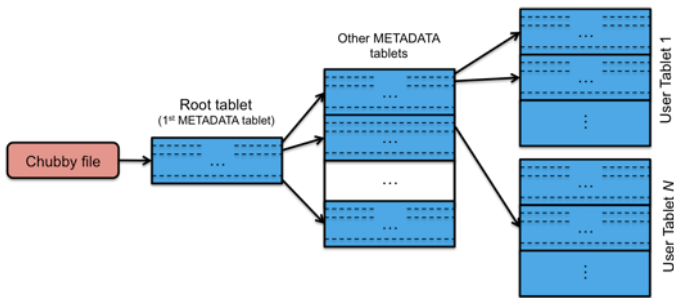 Chubby file
Root tablet
(1st METADATA tablet)
...
Other METADATA
tablets
...
...
...
...
...
...
⋮
User Tablet 1
...
...
⋮
User Tablet N